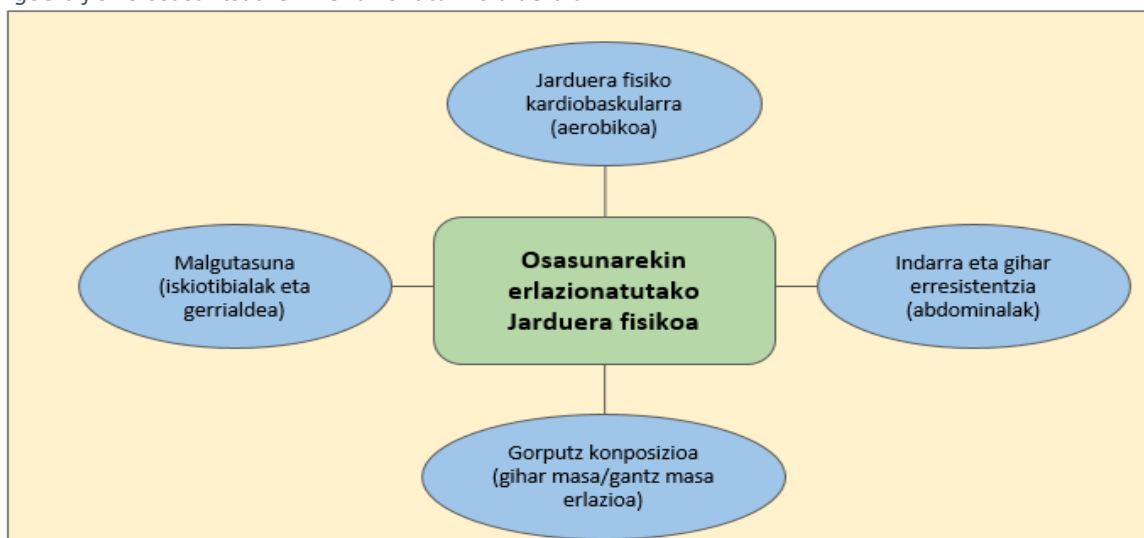 Jarduera fisiko
kardiobaskularra
(aerobikoa)
Malgutasuna
(iskiotibialak eta
gerrialdea)
Osasunarekin
erlazionatutako
Jarduera fisikoa
Indarra eta gihar
erresistentzia
(abdominalak)
Gorputz konposizioa
(gihar masa/gantz masa
erlazioa)